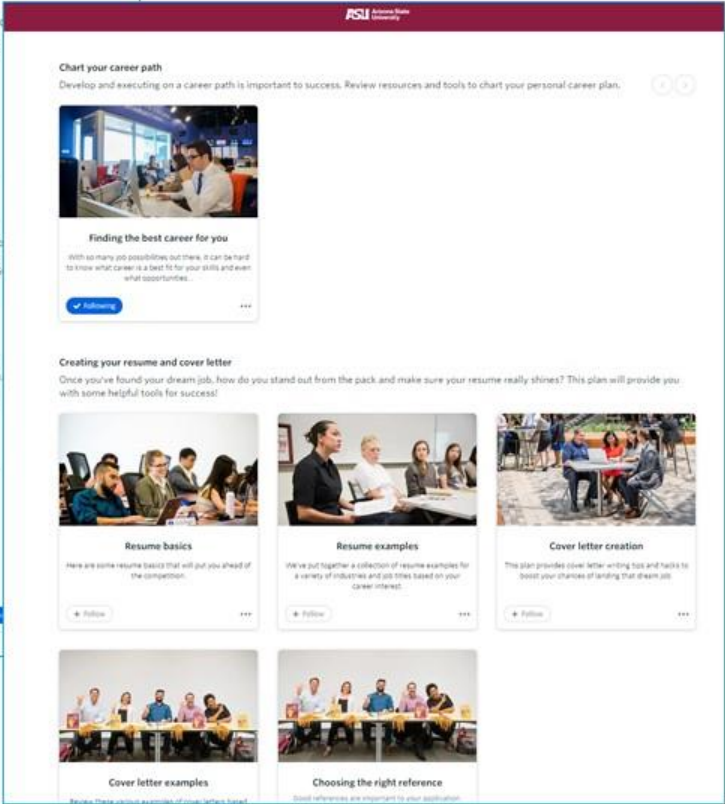 ASU Arizona State
University
Chart your career path
Develop and executing on a career path is important to success. Review resources and tools to chart your personal career plan.
Finding the best career for you
With so many job possibilities out there, it can be hard
to know what career is a best fit for your skills and even
what opportunities...
Following
Creating your resume and cover letter
Once you've found your dream job, how do you stand out from the pack and make sure your resume really shines? This plan will provide you
with some helpful tools for success!
Resume basics
Here are some resume basics that will put you ahead of
the competition.
+ Follow
Resume examples
We've put together a collection of resume examples for
a variety of industries and job titles based on your
career interest.
+ Follow
Cover letter creation
This plan provides cover letter writing tips and hacks to
boost your chances of landing that dream job.
+ Follow
Cover letter examples
Review these various examples of cover letters based
Choosing the right reference
Good references are important to your application